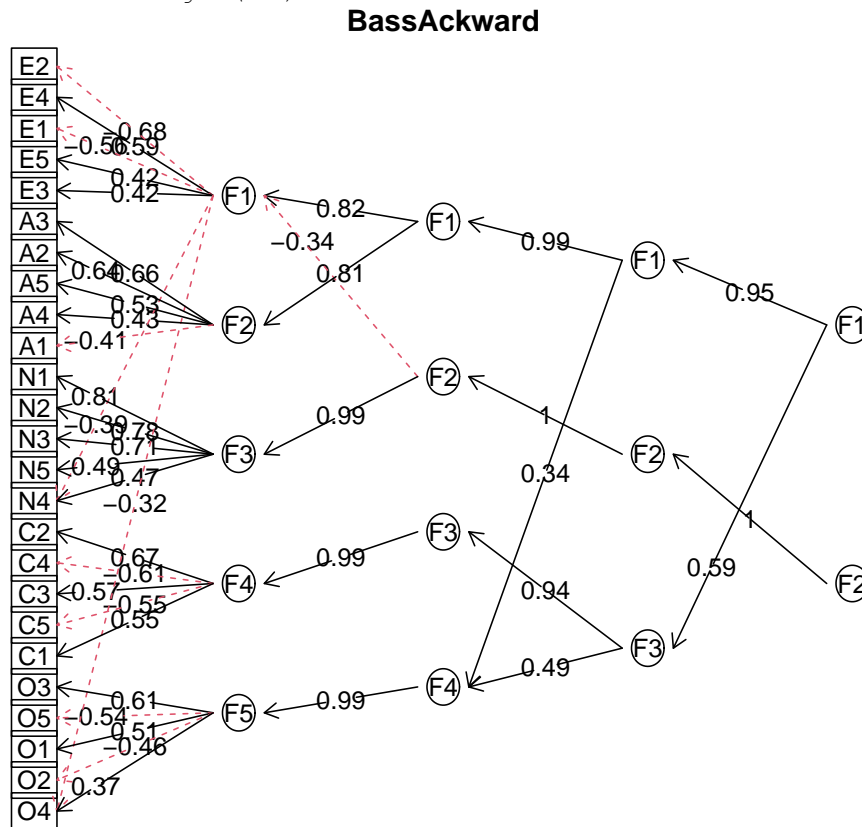 BassAckward
E2
E4
E1
E5
E3
A3
A2
A5
A4
A1
N1
N2
N3
N5
N4
C2
C4
C3
C5
C1
O3
O5
O1
O2
O4
−0.68
−0.56
0.59
0.42
0.42
0.66
0.64
0.53
0.43
−0.41
0.81
−0.39
0.78
0.71
0.49
0.47
−0.32
0.67
−0.61
0.57
−0.55
0.55
0.61
−0.54
0.51
−0.46
0.37
F1
F2
F3
F4
F5
0.82
−0.34
0.81
0.99
0.99
0.99
F1
F2
F3
F4
0.99
1
0.34
0.94
0.49
F1
F2
F3
0.95
1
0.59
F1
F2